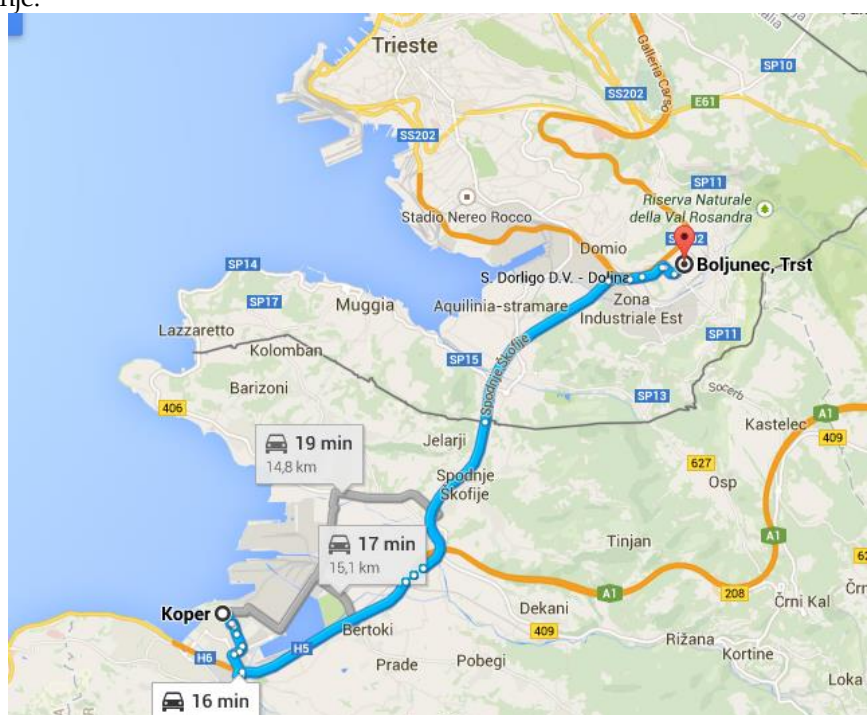 nje.
Trieste
SP10
Galleria Carso
SS202
E61
SS202
SP11
Riserva Naturale
della Val Rosandra
Stadio Nereo Rocco
Domio
Boljunec, Trst
S. Dorligo D.V. - Dolina
SP14
Zona
Industriale Est
SP17
Muggia
Aquilinia-stramare
SP11
Lazzaretto
Kolomban
SP15
Spodnje Škofije
SP13
Socerb
Barizoni
406
A1
Kastelec
409
19 min
14,8 km
Jelarji
627
Osp
Spodnje
Škofije
17 min
15,1 km
Tinjan
A1
A1
208
Črni Kal
Koper
Dekani
409
Bertoki
H5
Rižana
H6
Prade
Pobegi
Kortine
Loka
16 min